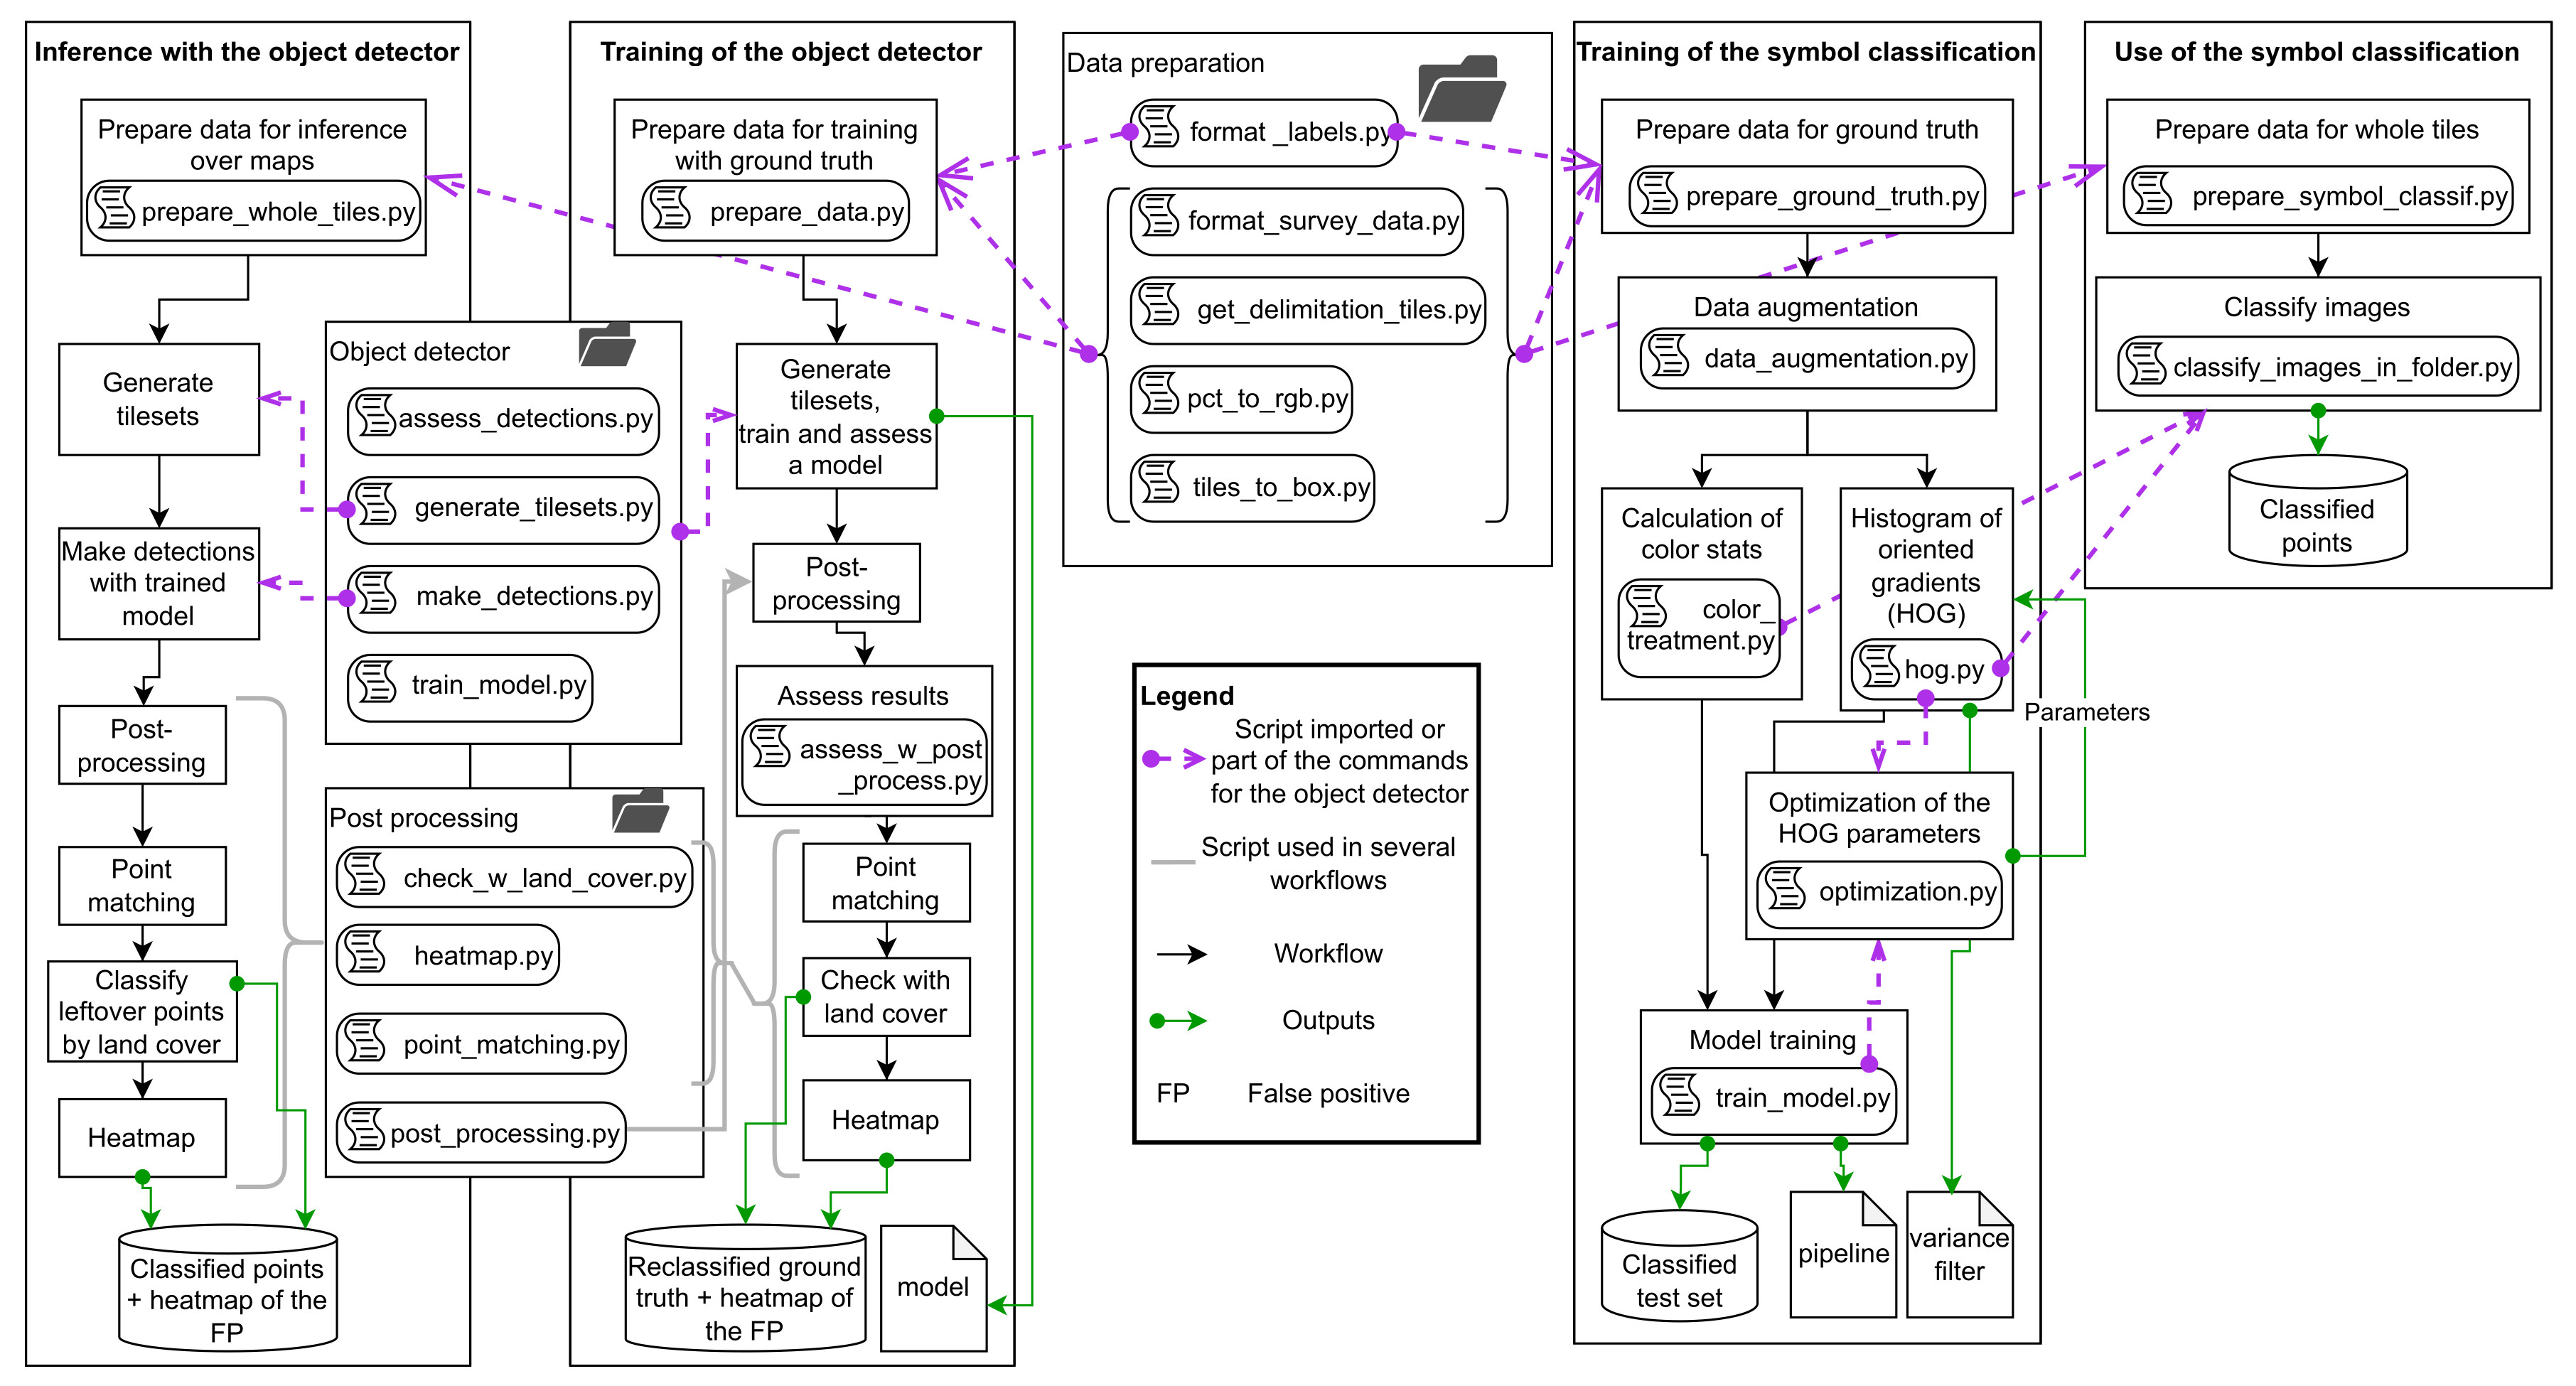 Inference with the object detector
Prepare data for inference
over maps
prepare_whole_tiles.py
Generate
tilesets
Make detections
with trained
model
Post-
processing
Point
matching
Classify
leftover points
by land cover
Heatmap
Classified points
+ heatmap of the
FP
Object detector
assess_detections.py
generate_tilesets.py
make_detections.py
train_model.py
Post processing
check_w_land_cover.py
heatmap.py
point_matching.py
post_processing.py
Training of the object detector
Prepare data for training
with ground truth
prepare_data.py
Generate
tilesets,
train and assess
a model
Post-
processing
Assess results
assess_w_post
_process.py
Point
matching
Check with
land cover
Heatmap
Reclassified ground
truth + heatmap of
the FP
model
Data preparation
format _labels.py
format_survey_data.py
get_delimitation_tiles.py
pct_to_rgb.py
tiles_to_box.py
Legend
Script imported or
part of the commands
for the object detector
Script used in several
workflows
Workflow
Outputs
FP False positive
Training of the symbol classification
Prepare data for ground truth
prepare_ground_truth.py
Data augmentation
data_augmentation.py
Calculation of
color stats
color_
treatment.py
Histogram of
oriented
gradients
(HOG)
hog.py
Parameters
Optimization of the
HOG parameters
optimization.py
Model training
train_model.py
Classified
test set
pipeline
variance
filter
Use of the symbol classification
Prepare data for whole tiles
prepare_symbol_classif.py
Classify images
classify_images_in_folder.py
Classified
points